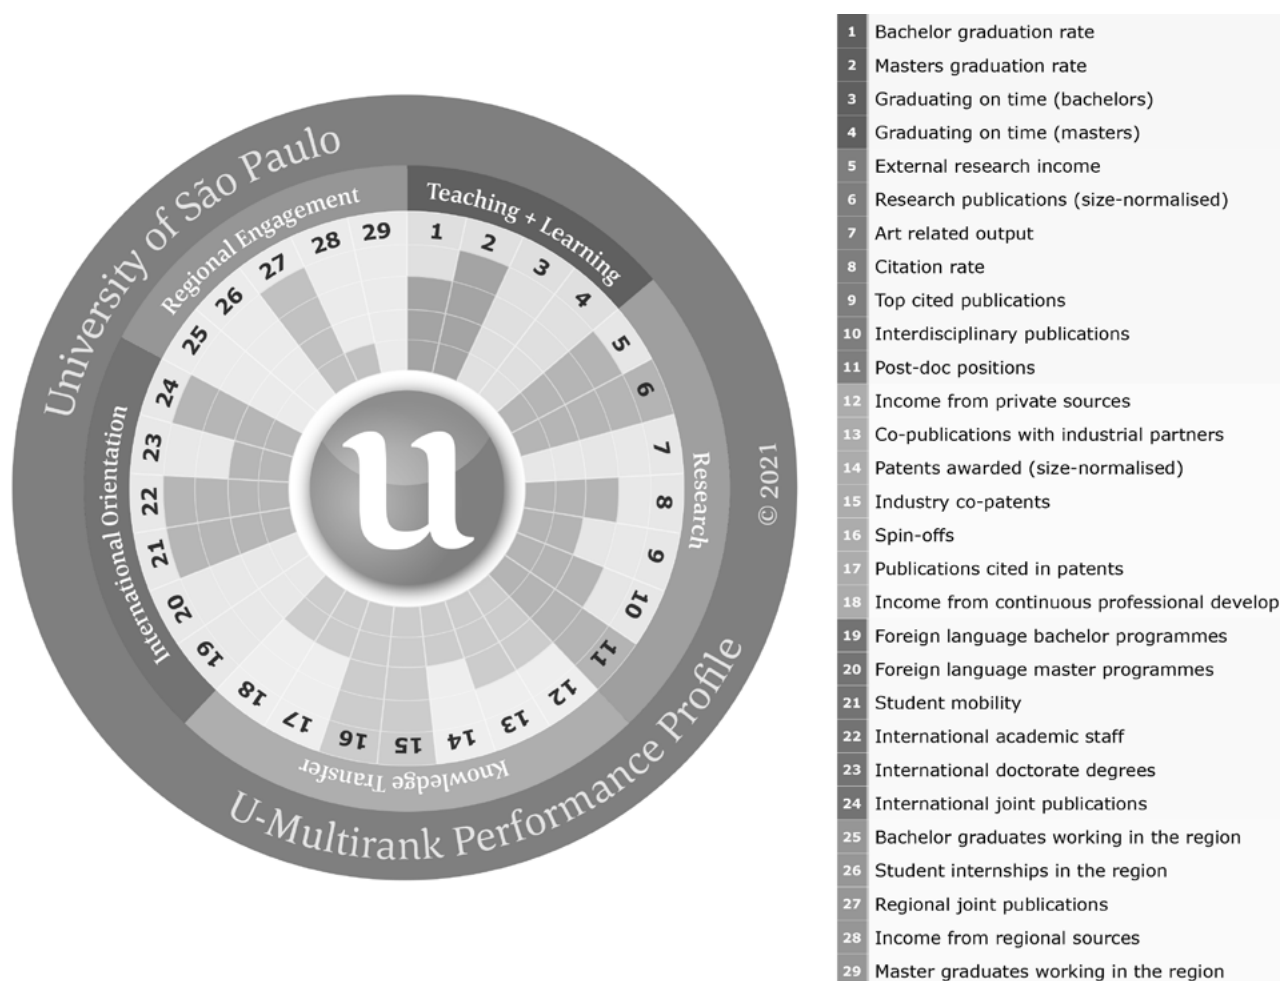 University of São Paulo
U-Multirank Performance Profile
© 2021
Teaching + Learning
Research
Knowledge Transfer
International Orientation
Regional Engagement
1
2
3
4
5
6
7
8
9
10
11
12
13
14
15
16
17
18
19
20
21
22
23
24
25
26
27
28
29
u
1 Bachelor graduation rate
2 Masters graduation rate
3 Graduating on time (bachelors)
4 Graduating on time (masters)
5 External research income
6 Research publications (size-normalised)
7 Art related output
8 Citation rate
9 Top cited publications
10 Interdisciplinary publications
11 Post-doc positions
12 Income from private sources
13 Co-publications with industrial partners
14 Patents awarded (size-normalised)
15 Industry co-patents
16 Spin-offs
17 Publications cited in patents
18 Income from continuous professional develop
19 Foreign language bachelor programmes
20 Foreign language master programmes
21 Student mobility
22 International academic staff
23 International doctorate degrees
24 International joint publications
25 Bachelor graduates working in the region
26 Student internships in the region
27 Regional joint publications
28 Income from regional sources
29 Master graduates working in the region